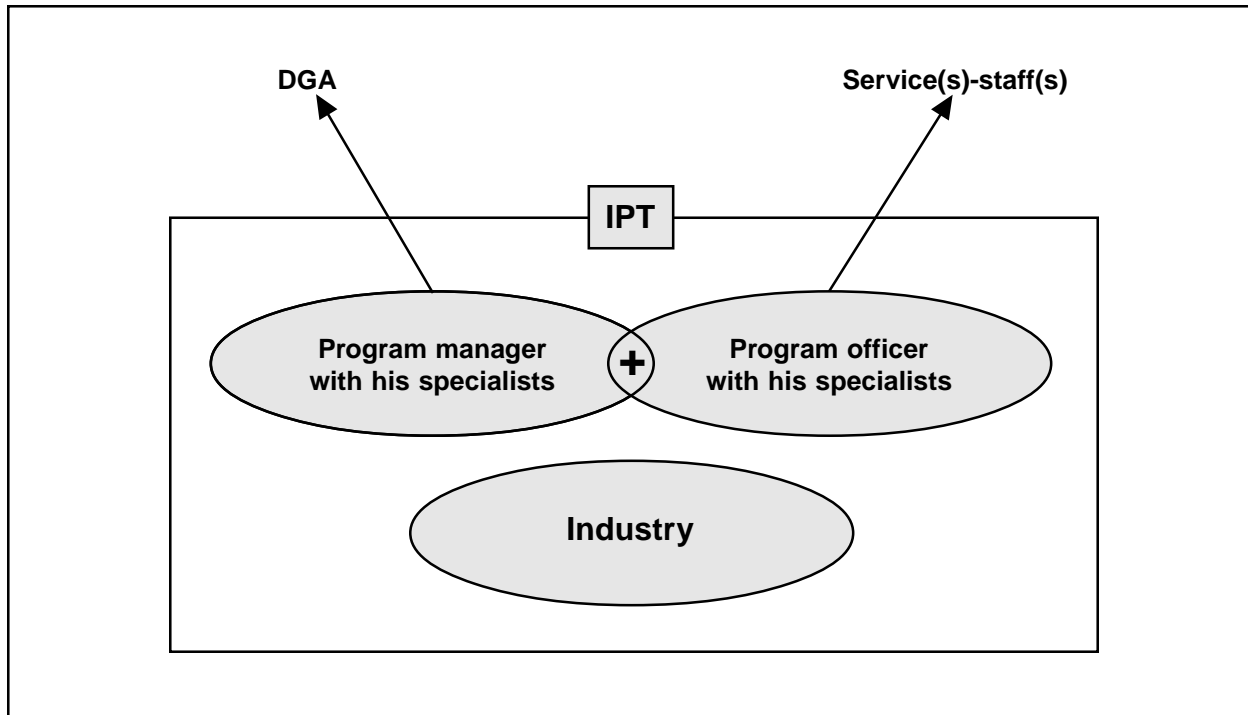 DGA
Service(s)-staff(s)
IPT
Program manager
with his specialists
+
Program officer
with his specialists
Industry